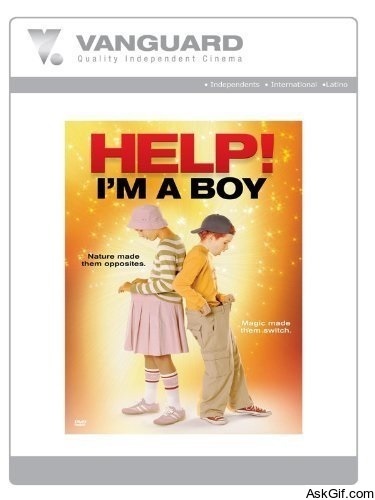 VANGUARD
Quality Independent Cinema
• Independents • International •Latino
HELP!
I'M A BOY
Nature made
them opposites.
Magic made
them switch.
DVD
AskGif.com